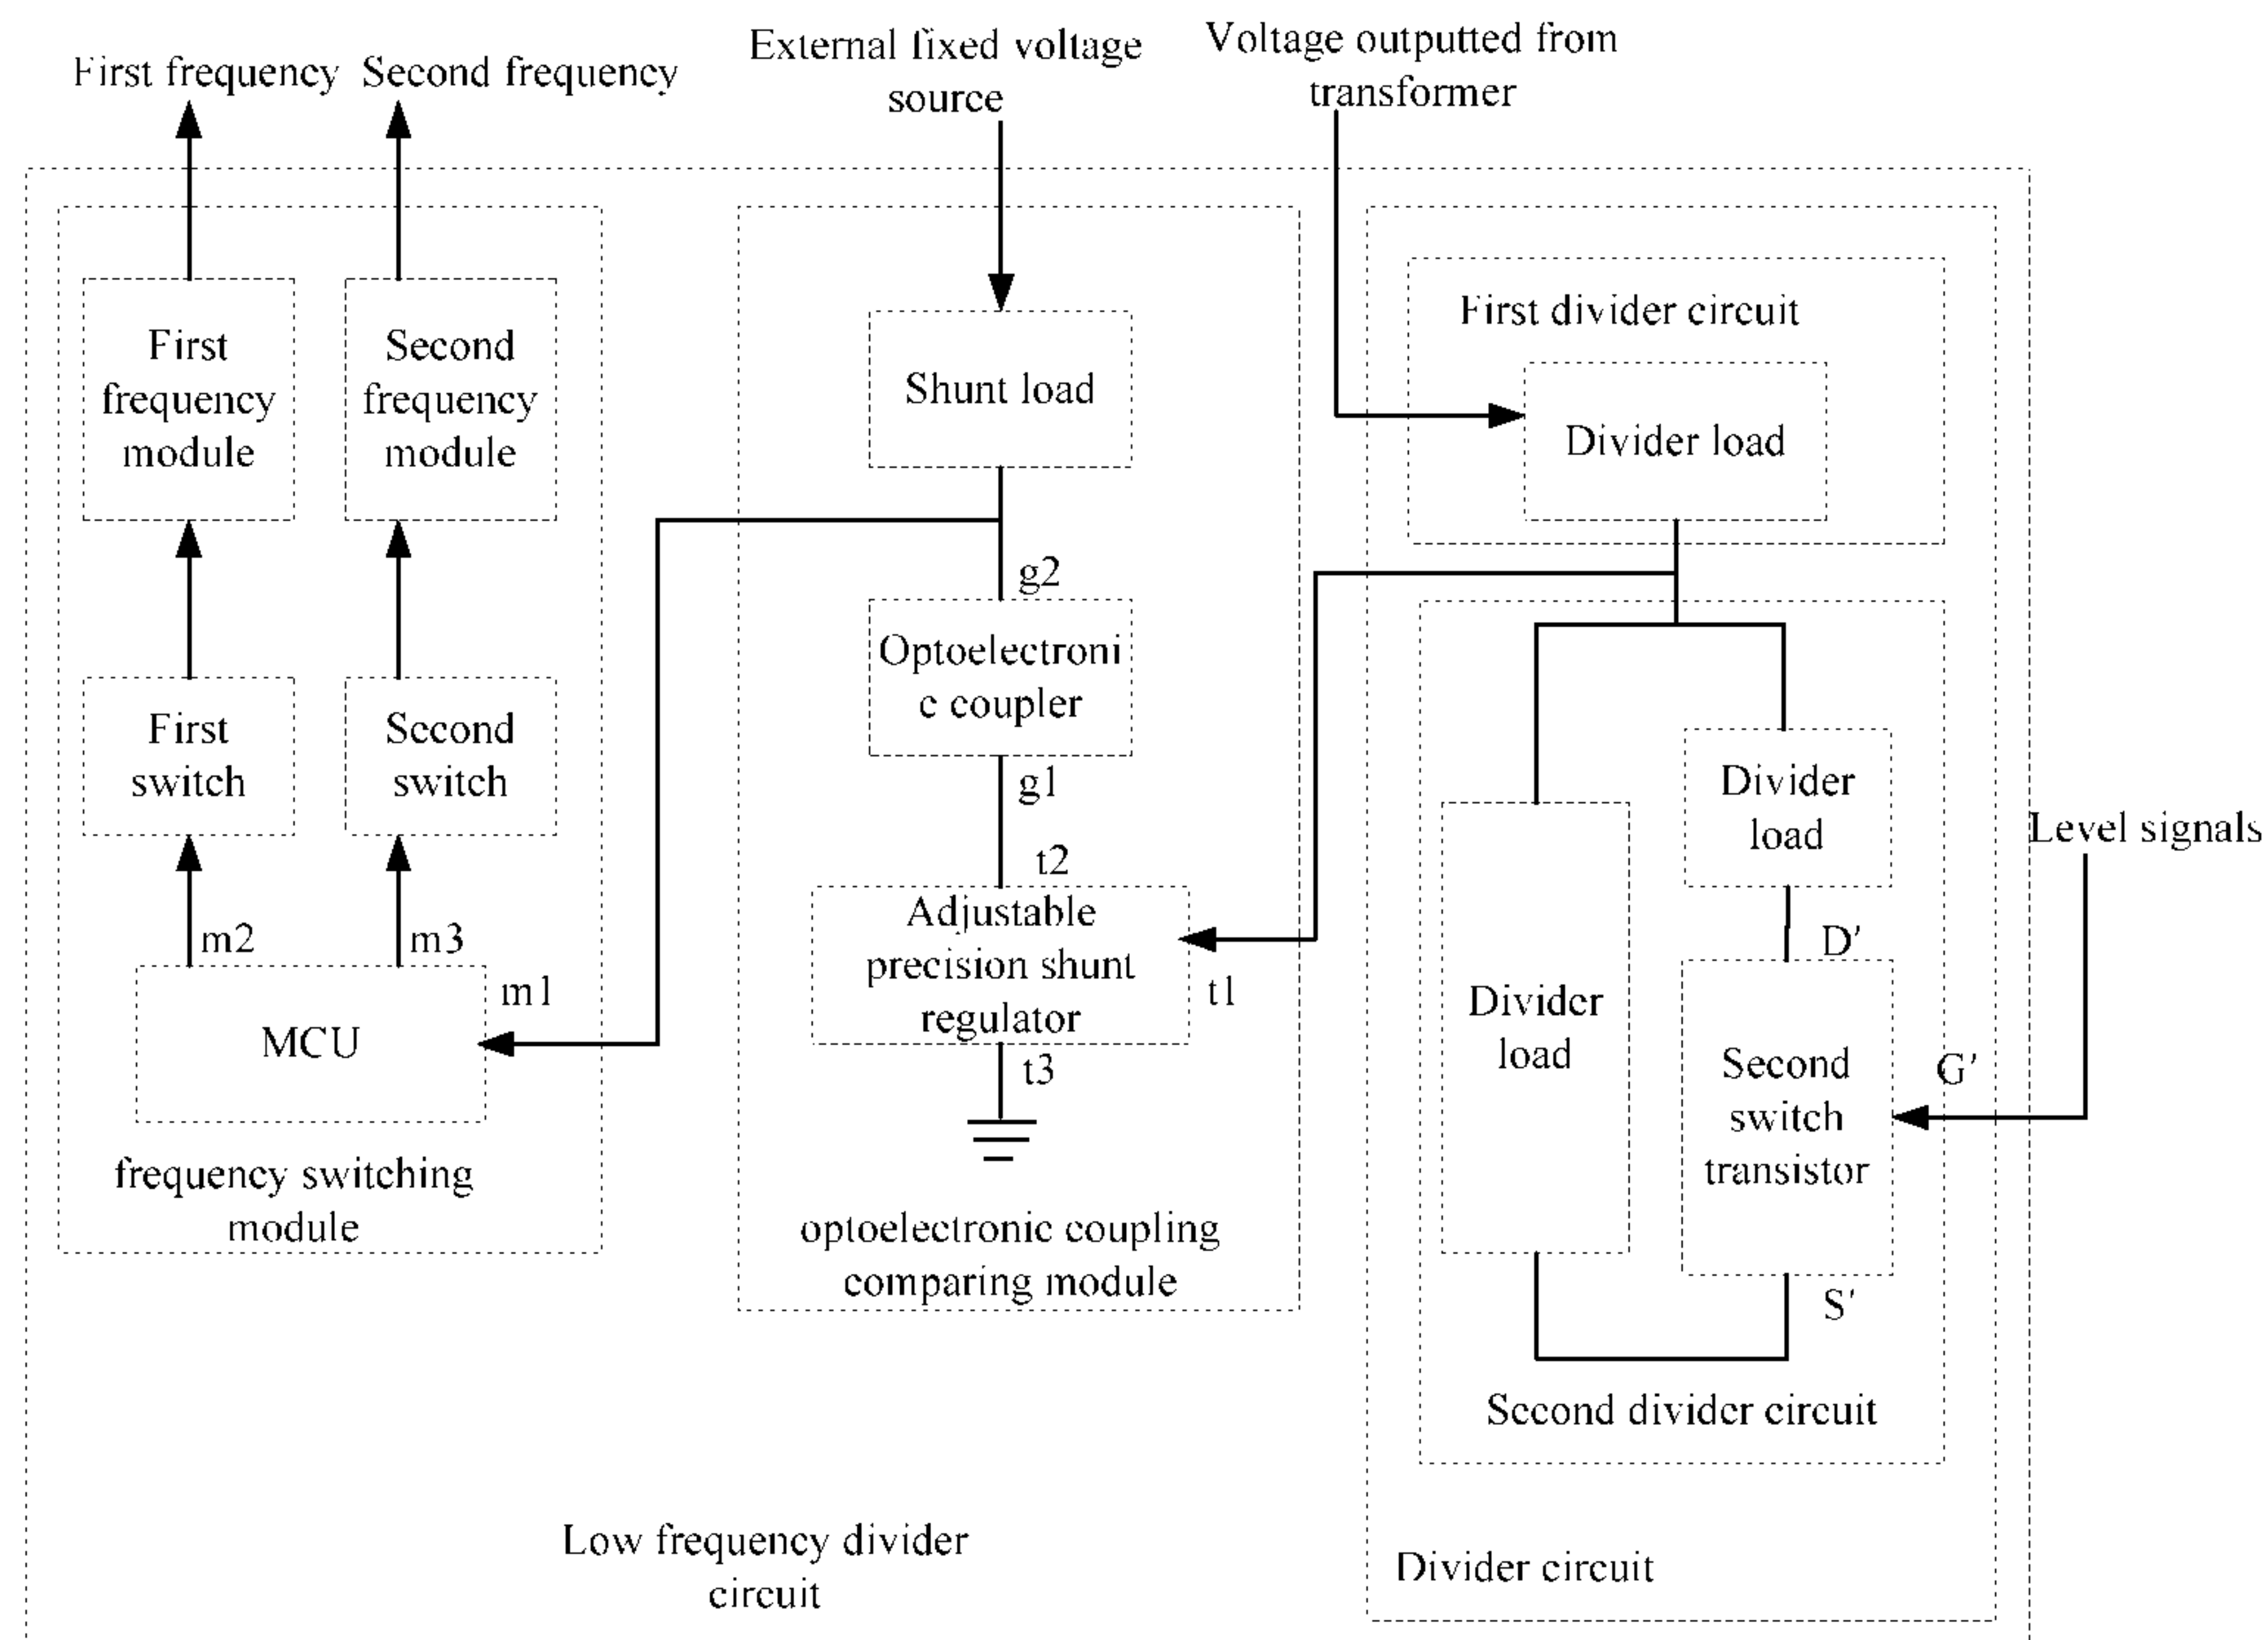 First frequency
Second frequency
External fixed voltage
source
Voltage outputted from
transformer
First
frequency
module
Second
frequency
module
First
switch
Second
switch
m2
m3
m1
MCU
frequency switching
module
Shunt load
g2
Optoelectroni
c coupler
g1
t2
Adjustable
precision shunt
regulator
t1
t3
optoelectronic coupling
comparing module
First divider circuit
Divider load
Divider
load
Divider
load
D'
Second
switch
transistor
G'
S'
Level signals
Second divider circuit
Divider circuit
Low frequency divider
circuit